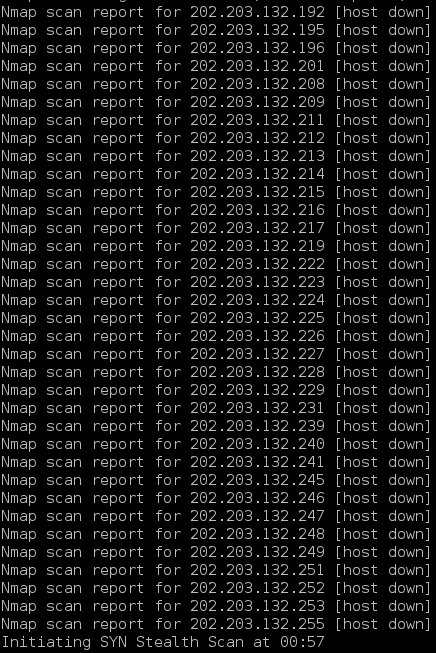 Nmap scan report for 202.203.132.192 [host down]
Nmap scan report for 202.203.132.195 [host down]
Nmap scan report for 202.203.132.196 [host down]
Nmap scan report for 202.203.132.201 [host down]
Nmap scan report for 202.203.132.208 [host down]
Nmap scan report for 202.203.132.209 [host down]
Nmap scan report for 202.203.132.211 [host down]
Nmap scan report for 202.203.132.212 [host down]
Nmap scan report for 202.203.132.213 [host down]
Nmap scan report for 202.203.132.214 [host down]
Nmap scan report for 202.203.132.215 [host down]
Nmap scan report for 202.203.132.216 [host down]
Nmap scan report for 202.203.132.217 [host down]
Nmap scan report for 202.203.132.219 [host down]
Nmap scan report for 202.203.132.222 [host down]
Nmap scan report for 202.203.132.223 [host down]
Nmap scan report for 202.203.132.224 [host down]
Nmap scan report for 202.203.132.225 [host down]
Nmap scan report for 202.203.132.226 [host down]
Nmap scan report for 202.203.132.227 [host down]
Nmap scan report for 202.203.132.228 [host down]
Nmap scan report for 202.203.132.229 [host down]
Nmap scan report for 202.203.132.231 [host down]
Nmap scan report for 202.203.132.239 [host down]
Nmap scan report for 202.203.132.240 [host down]
Nmap scan report for 202.203.132.241 [host down]
Nmap scan report for 202.203.132.245 [host down]
Nmap scan report for 202.203.132.246 [host down]
Nmap scan report for 202.203.132.247 [host down]
Nmap scan report for 202.203.132.248 [host down]
Nmap scan report for 202.203.132.249 [host down]
Nmap scan report for 202.203.132.251 [host down]
Nmap scan report for 202.203.132.252 [host down]
Nmap scan report for 202.203.132.253 [host down]
Nmap scan report for 202.203.132.255 [host down]
Initiating SYN Stealth Scan at 00:57